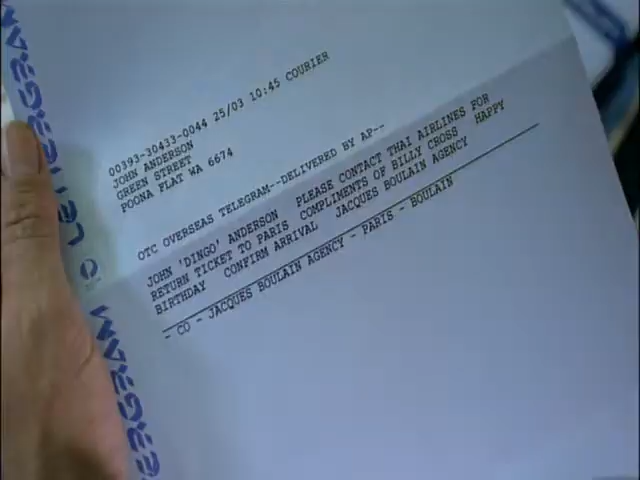 LETTERGRAM
00393-30433-0044 25/03 10:45 COURIER
JOHN ANDERSON
GREEN STREET
POONA FLAT WA 6674
OTC OVERSEAS TELEGRAM--DELIVERED BY AP--
JOHN 'DINGO' ANDERSON PLEASE CONTACT THAI AIRLINES FOR
RETURN TICKET TO PARIS COMPLIMENTS OF BILLY CROSS HAPPY
BIRTHDAY CONFIRM ARRIVAL JACQUES BOULAIN AGENCY
- CO - JACQUES BOULAIN AGENCY - PARIS - BOULAIN